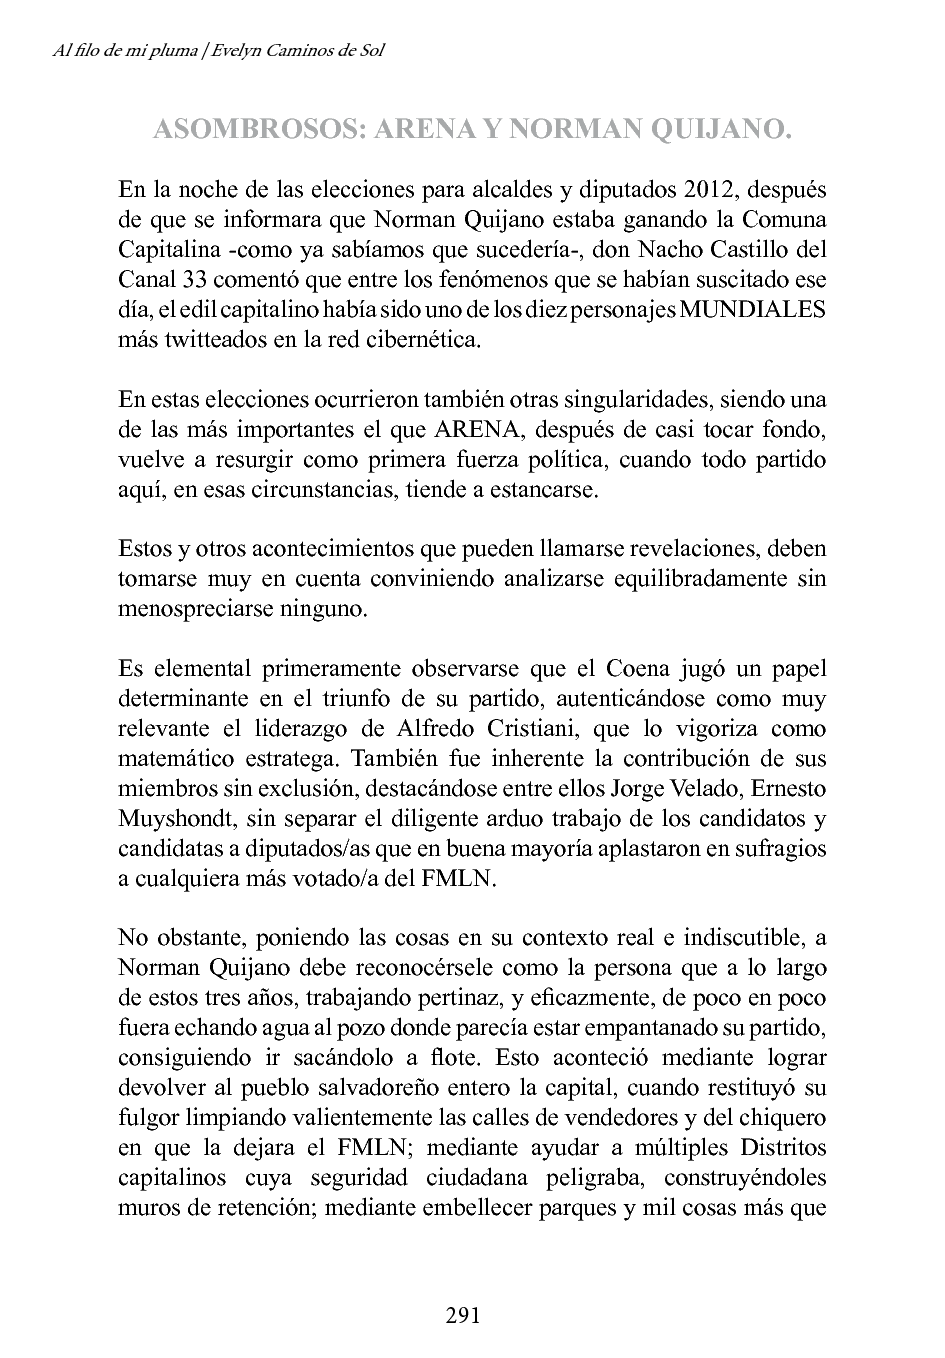 Al filo de mi pluma | Evelyn Caminos de Sol
ASOMBROSOS: ARENA Y NORMAN QUIJANO.
En la noche de las elecciones para alcaldes y diputados 2012, después
de que se informara que Norman Quijano estaba ganando la Comuna
Capitalina -como ya sabíamos que sucedería-, don Nacho Castillo del
Canal 33 comentó que entre los fenómenos que se habían suscitado ese
día, el edil capitalino había sido uno de los diez personajes MUNDIALES
más twitteados en la red cibernética.
En estas elecciones ocurrieron también otras singularidades, siendo una
de las más importantes el que ARENA, después de casi tocar fondo,
vuelve a resurgir como primera fuerza política, cuando todo partido
aquí, en esas circunstancias, tiende a estancarse.
Estos y otros acontecimientos que pueden llamarse revelaciones, deben
tomarse muy en cuenta conviniendo analizarse equilibradamente sin
menospreciarse ninguno.
Es elemental primeramente observarse que el Coena jugó un papel
determinante en el triunfo de su partido, autenticándose como muy
relevante el liderazgo de Alfredo Cristiani, que lo vigoriza como
matemático estratega. También fue inherente la contribución de sus
miembros sin exclusión, destacándose entre ellos Jorge Velado, Ernesto
Muyshondt, sin separar el diligente arduo trabajo de los candidatos y
candidatas a diputados/as que en buena mayoría aplastaron en sufragios
a cualquiera más votado/a del FMLN.
No obstante, poniendo las cosas en su contexto real e indiscutible, a
Norman Quijano debe reconocérsele como la persona que a lo largo
de estos tres años, trabajando pertinaz, y eficazmente, de poco en poco
fuera echando agua al pozo donde parecía estar empantanado su partido,
consiguiendo ir sacándolo a flote. Esto aconteció mediante lograr
devolver al pueblo salvadoreño entero la capital, cuando restituyó su
fulgor limpiando valientemente las calles de vendedores y del chiquero
en que la dejara el FMLN; mediante ayudar a múltiples Distritos
capitalinos cuya seguridad ciudadana peligraba, construyéndoles
muros de retención; mediante embellecer parques y mil cosas más que
291